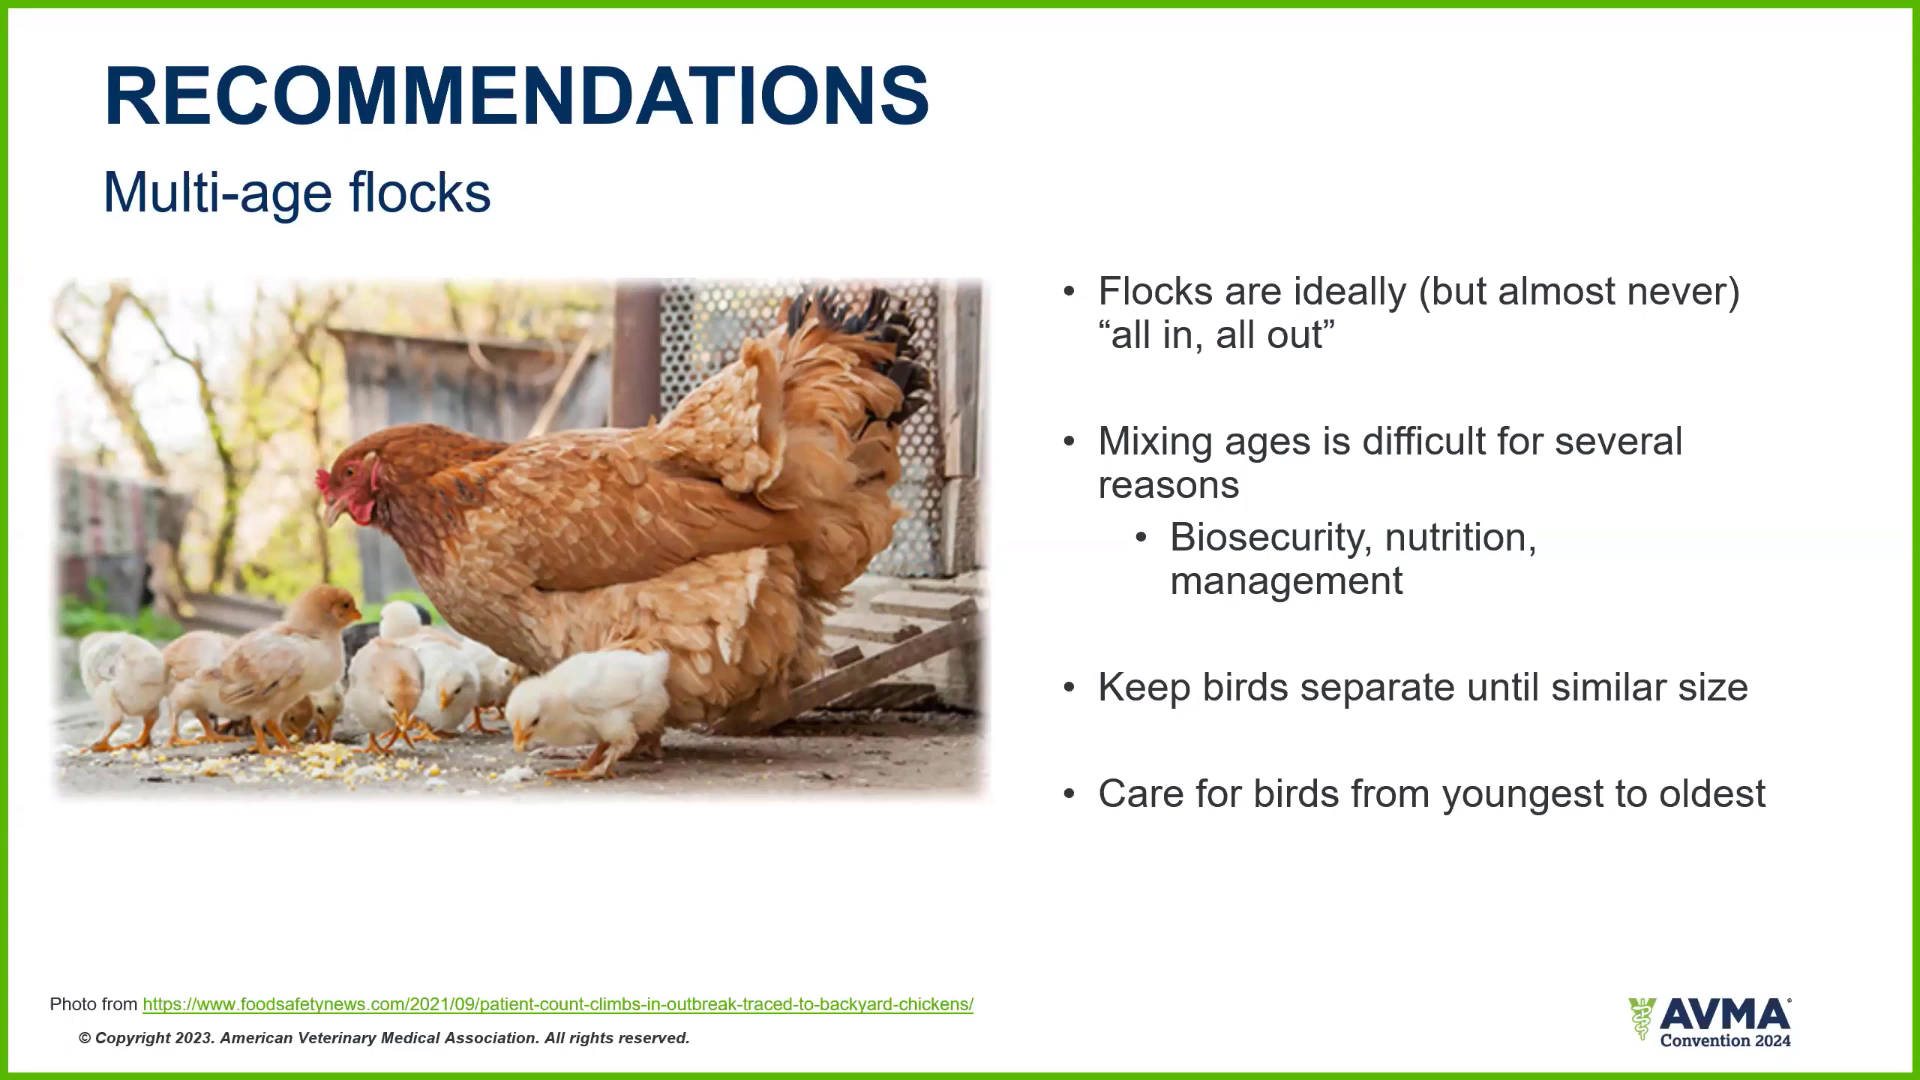 RECOMMENDATIONS
Multi-age flocks
• Flocks are ideally (but almost never)
“all in, all out”
• Mixing ages is difficult for several
reasons
• Biosecurity, nutrition,
management
• Keep birds separate until similar size
• Care for birds from youngest to oldest
Photo from https://www.foodsafetynews.com/2021/09/patient-count-climbs-in-outbreak-traced-to-backyard-chickens/
© Copyright 2023. American Veterinary Medical Association. All rights reserved.
AVMA®
Convention 2024